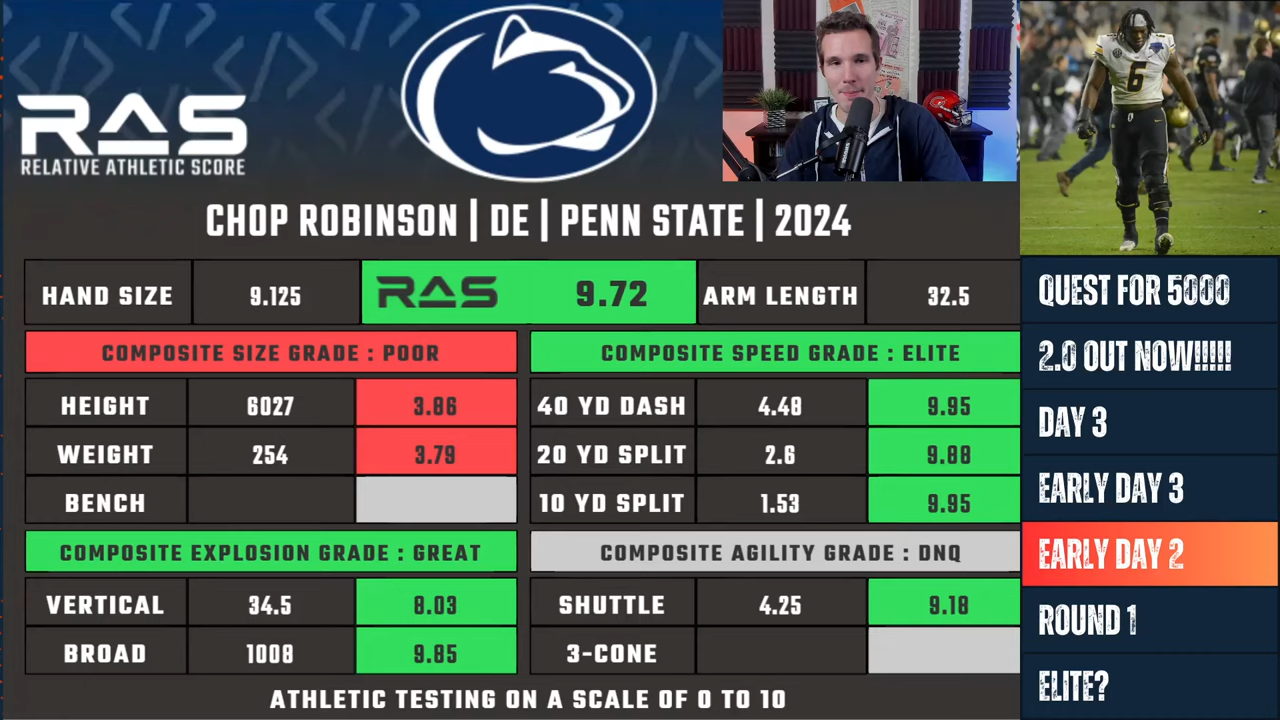 RAS
RELATIVE ATHLETIC SCORE
CHOP ROBINSON | DE | PENN STATE | 2024
HAND SIZE 9.125 RAS 9.72 ARM LENGTH 32.5
COMPOSITE SIZE GRADE : POOR
HEIGHT 6027 3.86
WEIGHT 254 3.79
BENCH
COMPOSITE SPEED GRADE : ELITE
40 YD DASH 4.48 9.95
20 YD SPLIT 2.6 9.88
10 YD SPLIT 1.53 9.95
COMPOSITE EXPLOSION GRADE : GREAT
VERTICAL 34.5 8.03
BROAD 1008 9.85
COMPOSITE AGILITY GRADE : DNQ
SHUTTLE 4.25 9.18
3-CONE
ATHLETIC TESTING ON A SCALE OF 0 TO 10
6
QUEST FOR 5000
2.0 OUT NOW!!!!!
DAY 3
EARLY DAY 3
EARLY DAY 2
ROUND 1
ELITE?